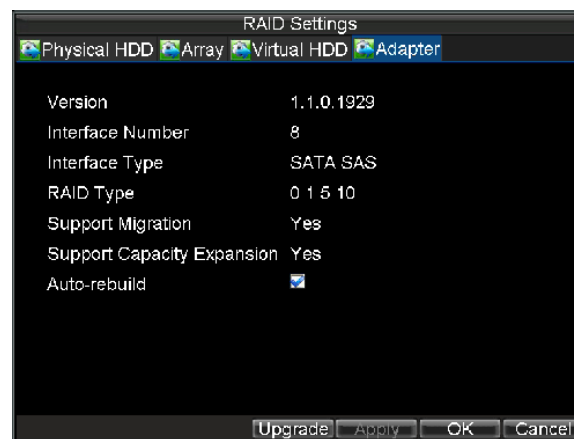 RAID Settings
Physical HDD Array Virtual HDD Adapter
Version 1.1.0.1929
Interface Number 8
Interface Type SATA SAS
RAID Type 0 1 5 10
Support Migration Yes
Support Capacity Expansion Yes
Auto-rebuild
Upgrade Apply OK Cancel